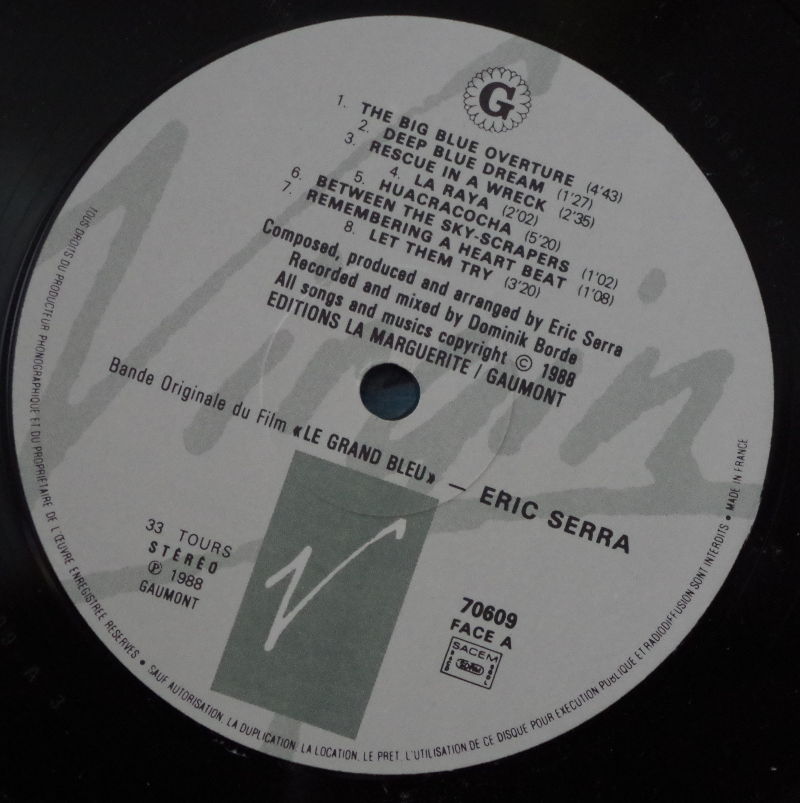 G
1. THE BIG BLUE OVERTURE (4'43)
2. DEEP BLUE DREAM (1'27)
3. RESCUE IN A WRECK (2'35)
4. LA RAYA (2'02)
5. HUACRACOCHA (5'20)
6. BETWEEN THE SKY-SCRAPERS (1'02)
7. REMEMBERING A HEART BEAT (1'08)
8. LET THEM TRY (3'20)
Composed, produced and arranged by Eric Serra
Recorded and mixed by Dominik Borde
All songs and musics copyright © 1988
EDITIONS LA MARGUERITE / GAUMONT
Bande Originale du Film «LE GRAND BLEU» – ERIC SERRA
33 TOURS
STÉRÉO
℗ 1988
GAUMONT
V
70609
FACE A
SACEM
Virgin
TOUS DROITS DU PRODUCTEUR PHONOGRAPHIQUE ET DU PROPRIETAIRE DE L'ŒUVRE ENREGISTREE RESERVES • SAUF AUTORISATION, LA DUPLICATION, LA LOCATION, LE PRET, L'UTILISATION DE CE DISQUE POUR EXECUTION PUBLIQUE ET RADIODIFFUSION SONT INTERDITS • MADE IN FRANCE